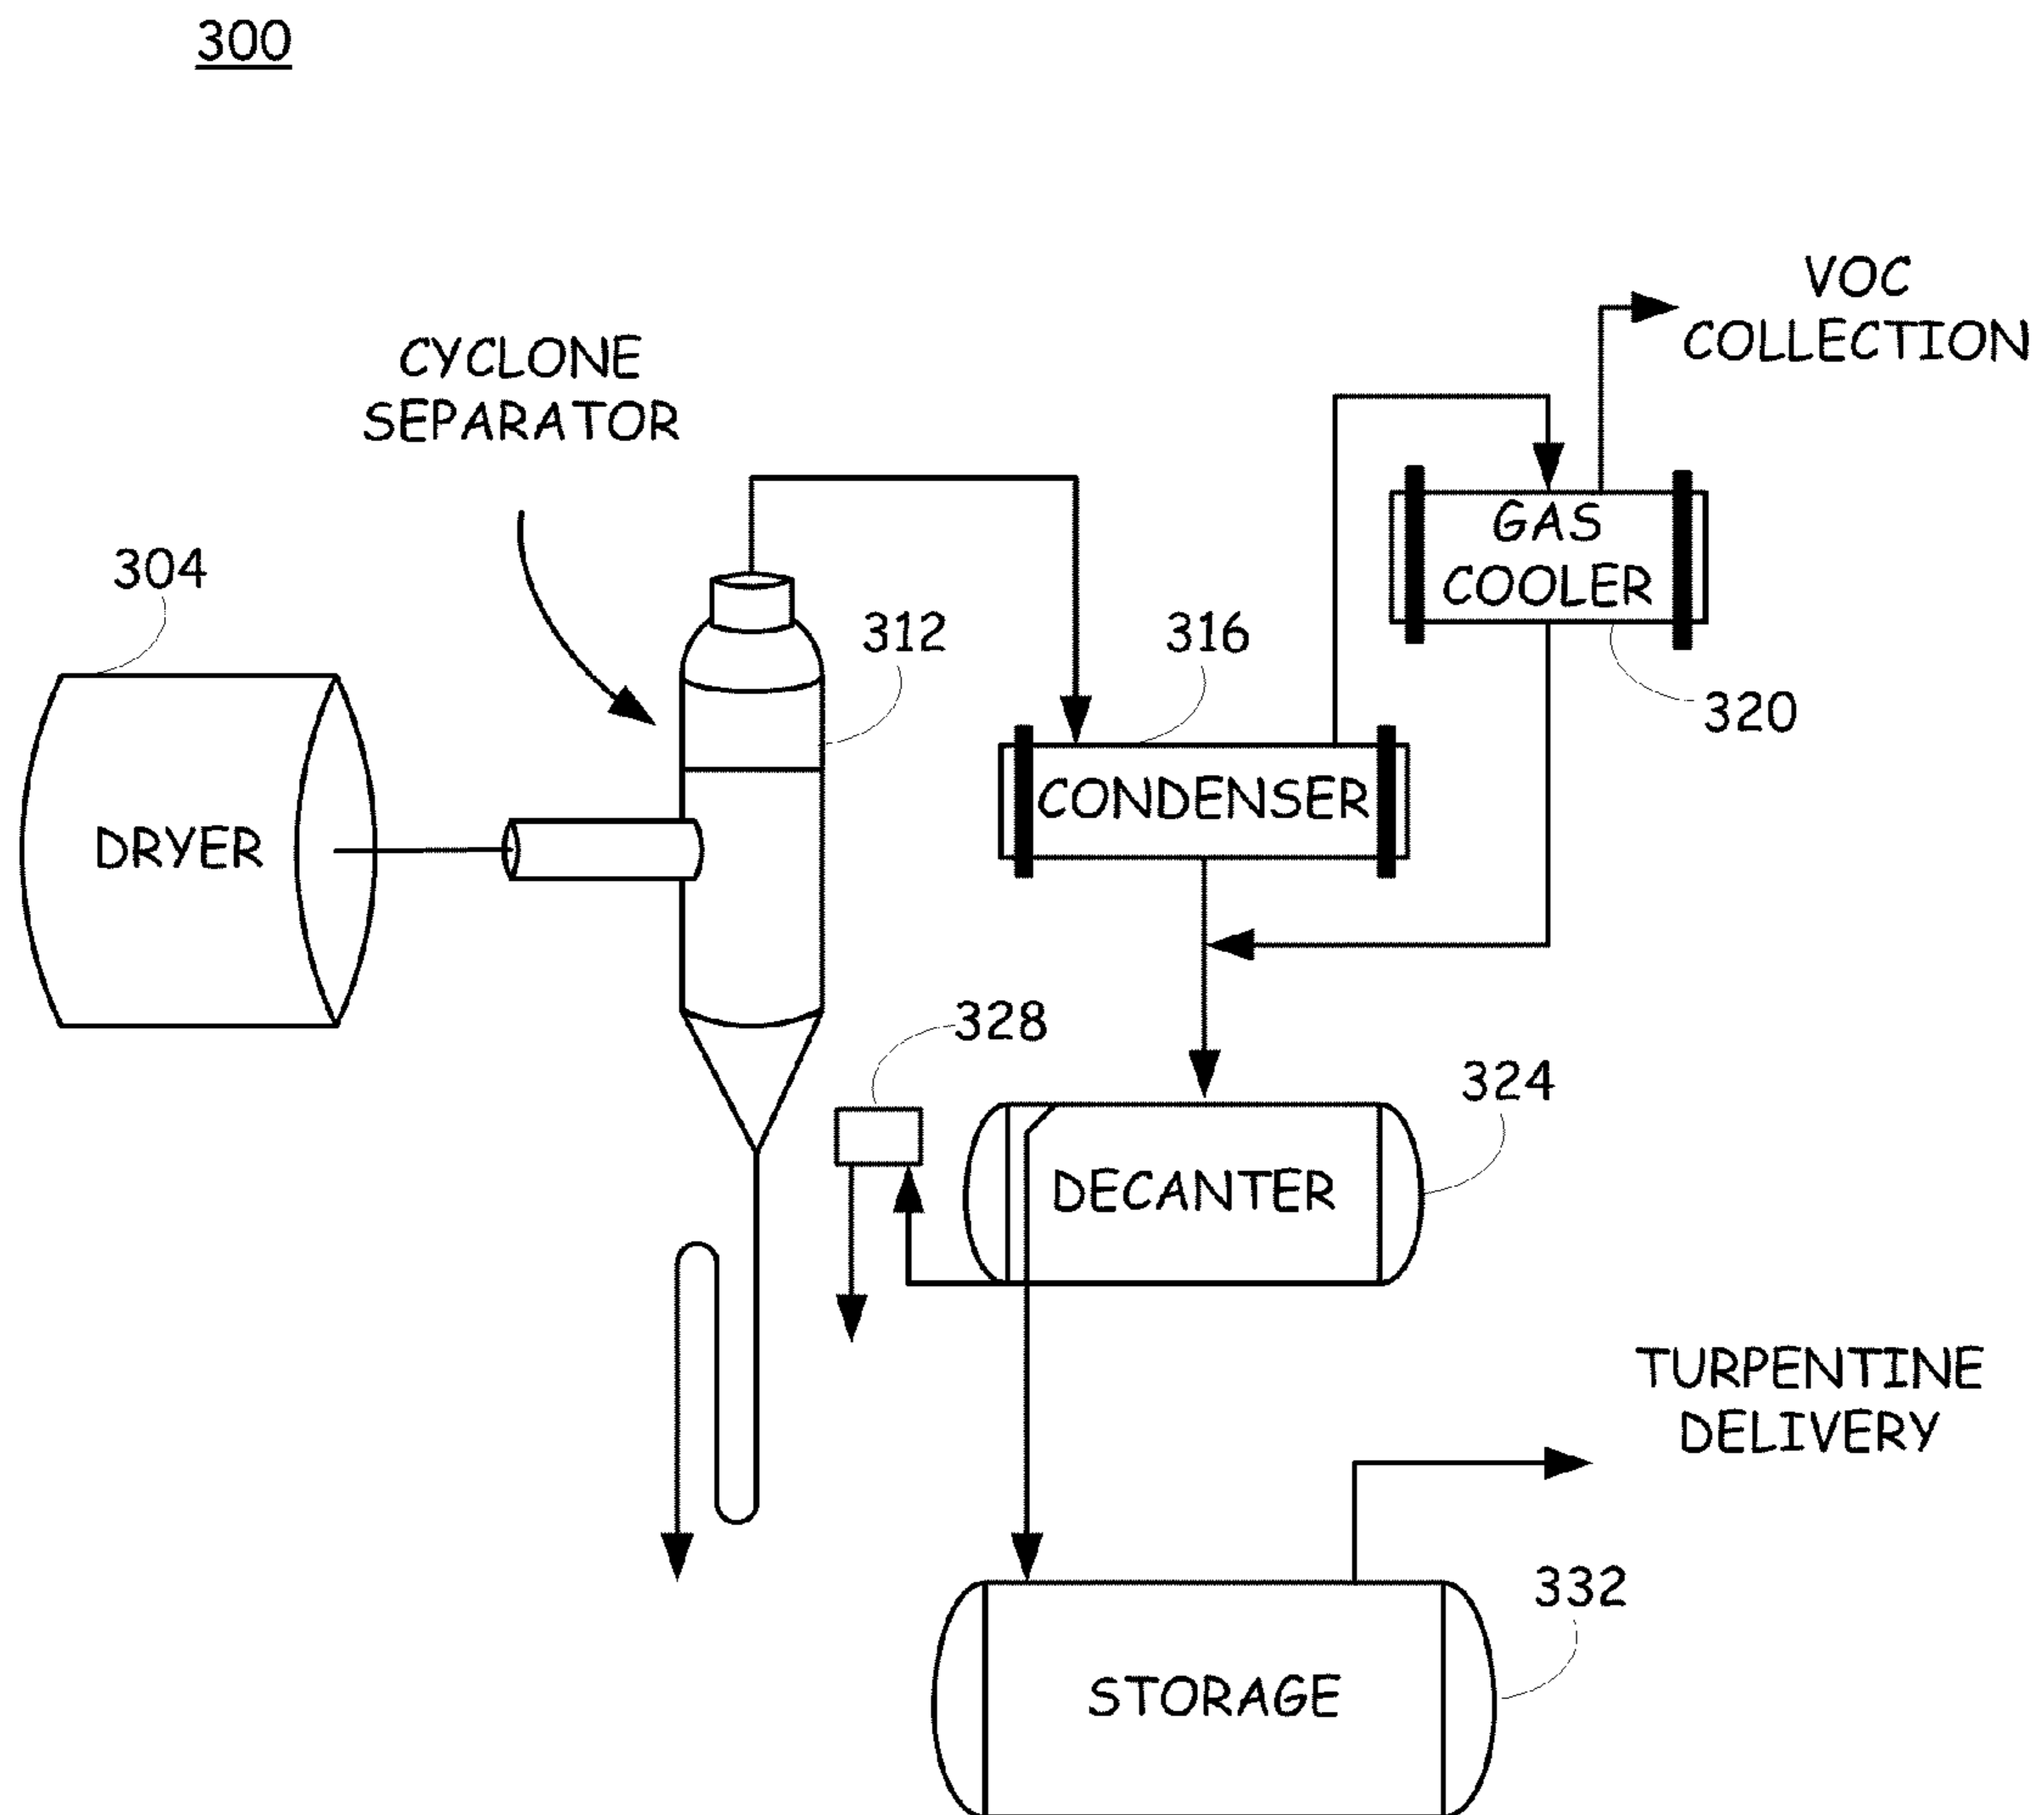 300
VOC
COLLECTION
CYCLONE
SEPARATOR
GAS
COOLER
304
312
316
320
CONDENSER
DRYER
328
324
DECANTER
TURPENTINE
DELIVERY
332
STORAGE